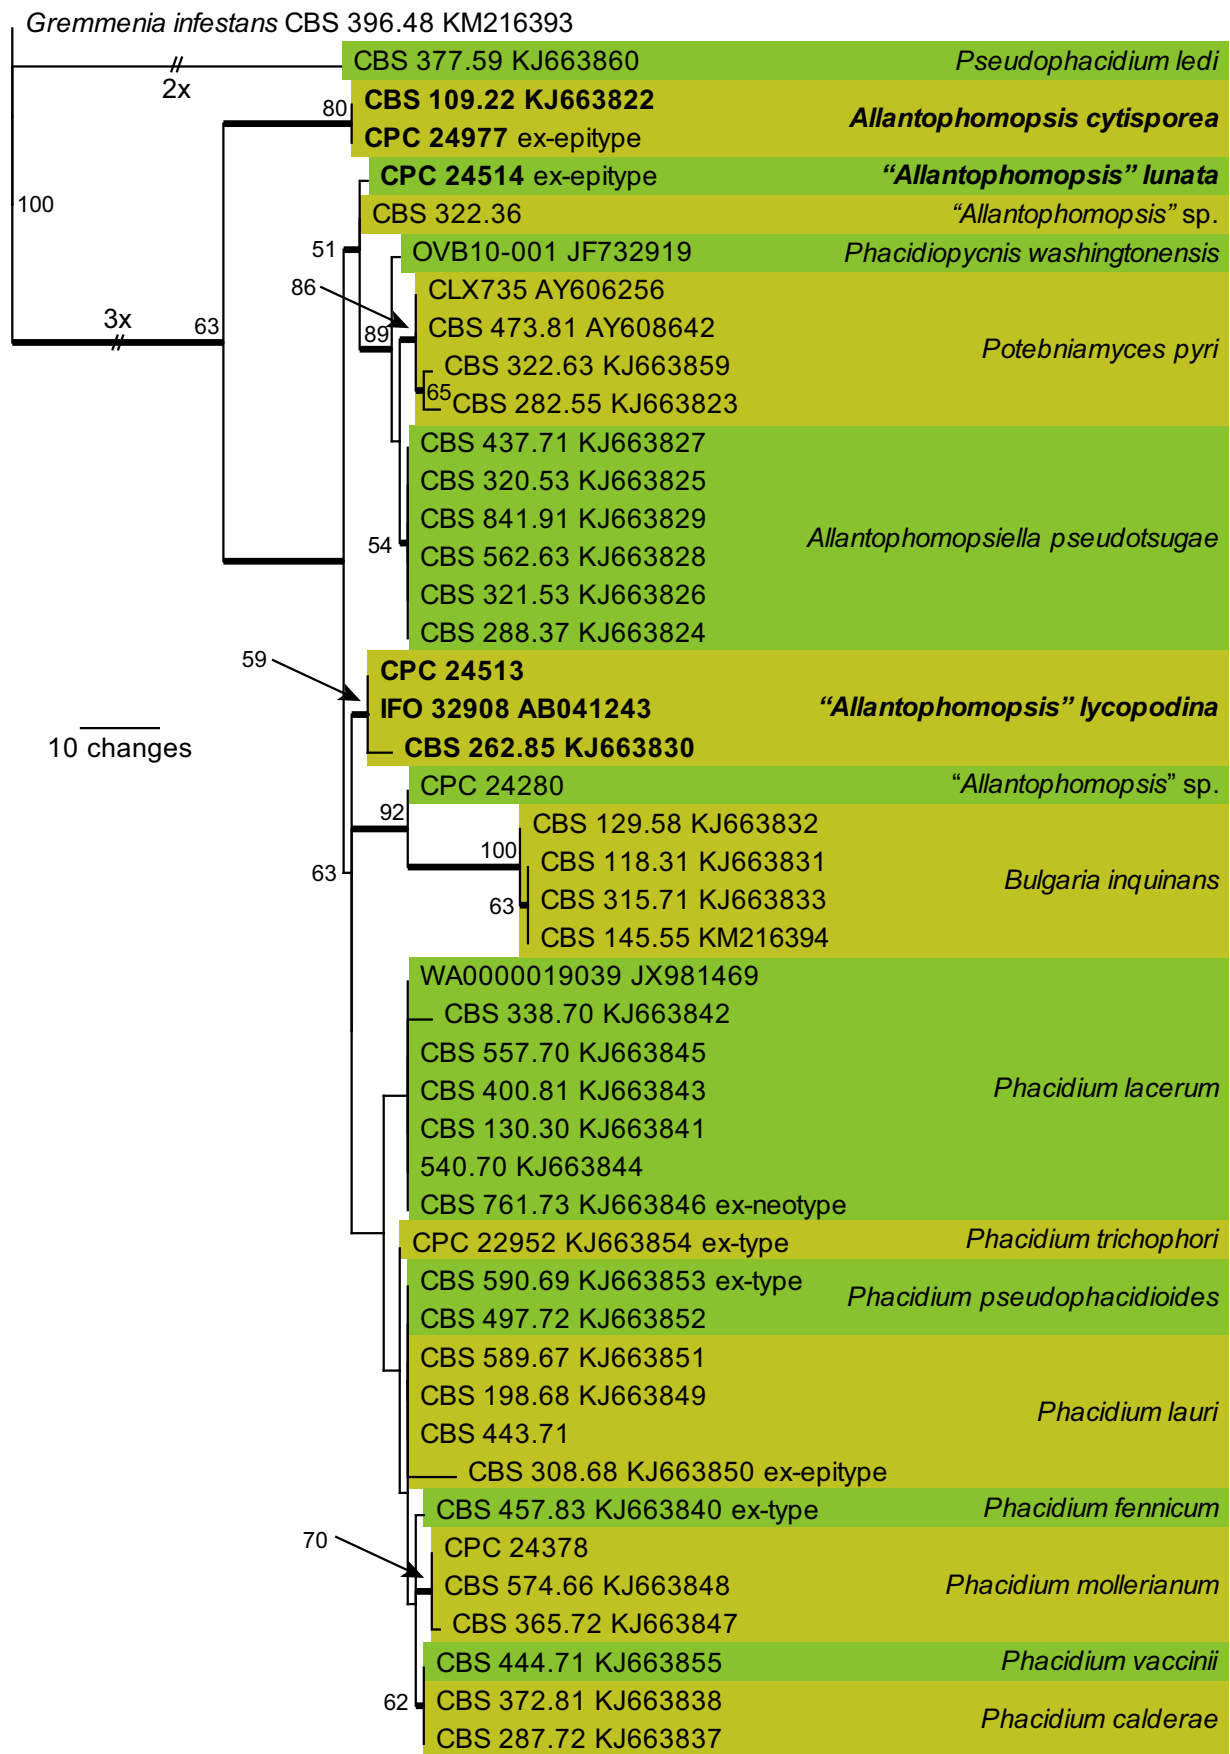 Gremmenia infestans CBS 396.48 KM216393
CBS 377.59 KJ663860 Pseudophacidium ledi
2x
80
CBS 109.22 KJ663822
Allantophomopsis cytisporea
CPC 24977 ex-epitype
CPC 24514 ex-epitype “Allantophomopsis” lunata
100
CBS 322.36 “Allantophomopsis” sp.
51
OVB10-001 JF732919 Phacidiopycnis washingtonensis
86
CLX735 AY606256
3x
63
89
CBS 473.81 AY608642
Potebniamyces pyri
CBS 322.63 KJ663859
65
CBS 282.55 KJ663823
CBS 437.71 KJ663827
CBS 320.53 KJ663825
CBS 841.91 KJ663829
Allantophomopsiella pseudotsugae
54
CBS 562.63 KJ663828
CBS 321.53 KJ663826
CBS 288.37 KJ663824
59
CPC 24513
IFO 32908 AB041243 “Allantophomopsis” lycopodina
10 changes
CBS 262.85 KJ663830
CPC 24280 “Allantophomopsis” sp.
92
CBS 129.58 KJ663832
100
CBS 118.31 KJ663831
63
Bulgaria inquinans
63
CBS 315.71 KJ663833
CBS 145.55 KM216394
WA0000019039 JX981469
CBS 338.70 KJ663842
CBS 557.70 KJ663845
CBS 400.81 KJ663843 Phacidium lacerum
CBS 130.30 KJ663841
540.70 KJ663844
CBS 761.73 KJ663846 ex-neotype
CPC 22952 KJ663854 ex-type Phacidium trichophori
CBS 590.69 KJ663853 ex-type
Phacidium pseudophacidioides
CBS 497.72 KJ663852
CBS 589.67 KJ663851
CBS 198.68 KJ663849
Phacidium lauri
CBS 443.71
CBS 308.68 KJ663850 ex-epitype
CBS 457.83 KJ663840 ex-type Phacidium fennicum
70
CPC 24378
CBS 574.66 KJ663848 Phacidium mollerianum
CBS 365.72 KJ663847
CBS 444.71 KJ663855 Phacidium vaccinii
62
CBS 372.81 KJ663838
Phacidium calderae
CBS 287.72 KJ663837